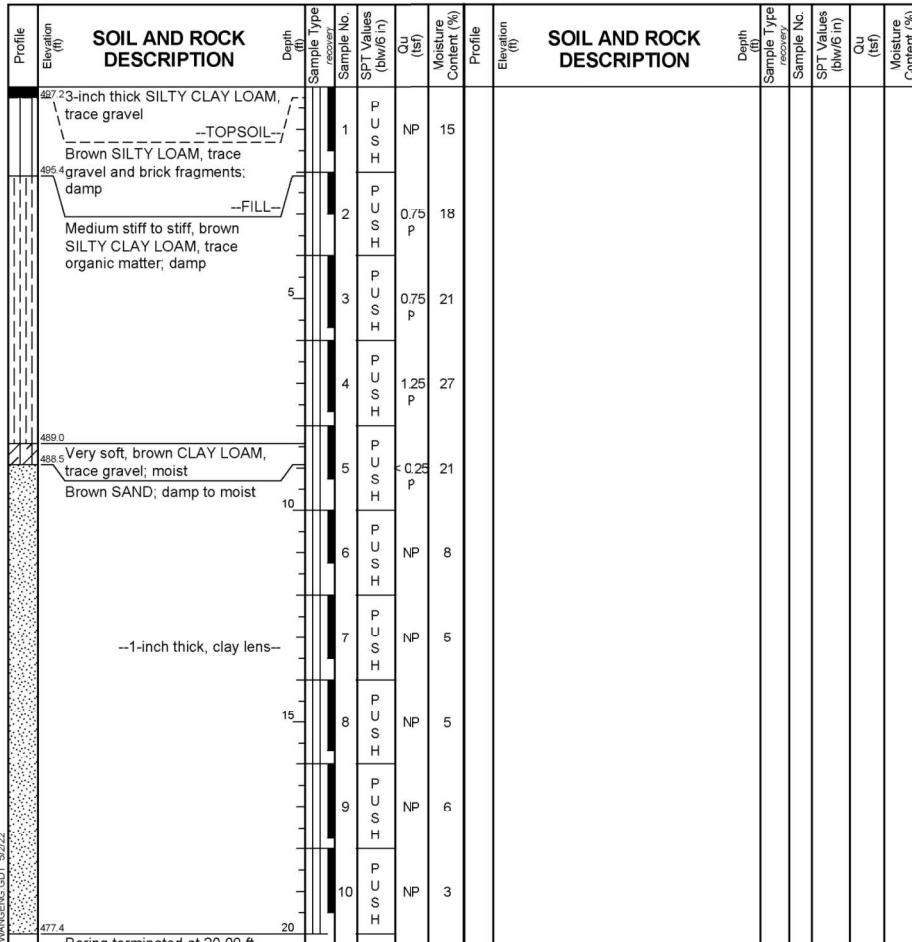 Profile
Elevation (ft)
SOIL AND ROCK DESCRIPTION
Depth (ft)
Sample Type
recovery
Sample No.
SPT Values (blw/6 in)
Qu (tsf)
Moisture Content (%)
Profile
Elevation (ft)
SOIL AND ROCK DESCRIPTION
Depth (ft)
Sample Type
recovery
Sample No.
SPT Values (blw/6 in)
Qu (tsf)
Moisture Content (%)
497.2 3-inch thick SILTY CLAY LOAM,
trace gravel
--TOPSOIL--
1 PUSH NP 15
Brown SILTY LOAM, trace
495.4 gravel and brick fragments;
damp
--FILL--
2 PUSH 0.75 P 18
Medium stiff to stiff, brown
SILTY CLAY LOAM, trace
organic matter; damp
5
3 PUSH 0.75 P 21
4 PUSH 1.25 P 27
489.0
Very soft, brown CLAY LOAM,
488.5 trace gravel; moist
5 PUSH < 0.25 P 21
Brown SAND; damp to moist
10
6 PUSH NP 8
--1-inch thick, clay lens--
7 PUSH NP 5
15
8 PUSH NP 5
9 PUSH NP 6
10 PUSH NP 3
477.4
20
Boring terminated at 20.00 ft
WANGENG.GDT 5/2/22